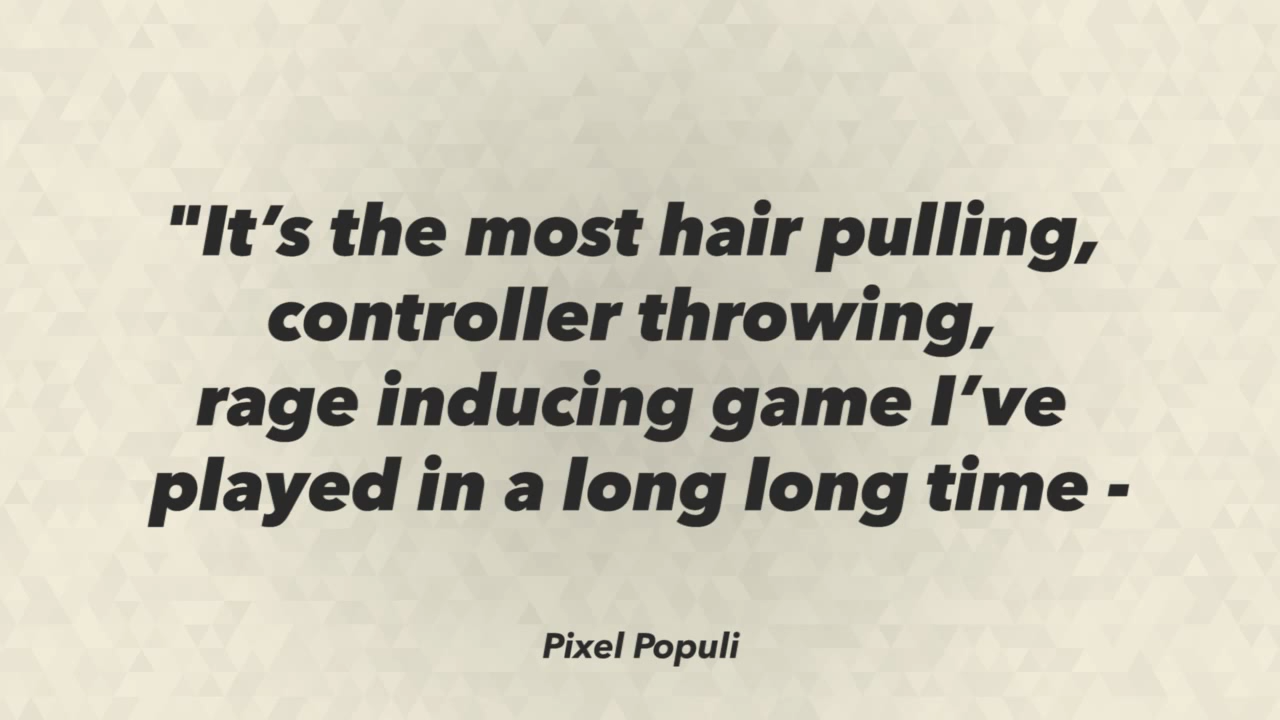 "It’s the most hair pulling,
controller throwing,
rage inducing game I’ve
played in a long long time -
Pixel Populi